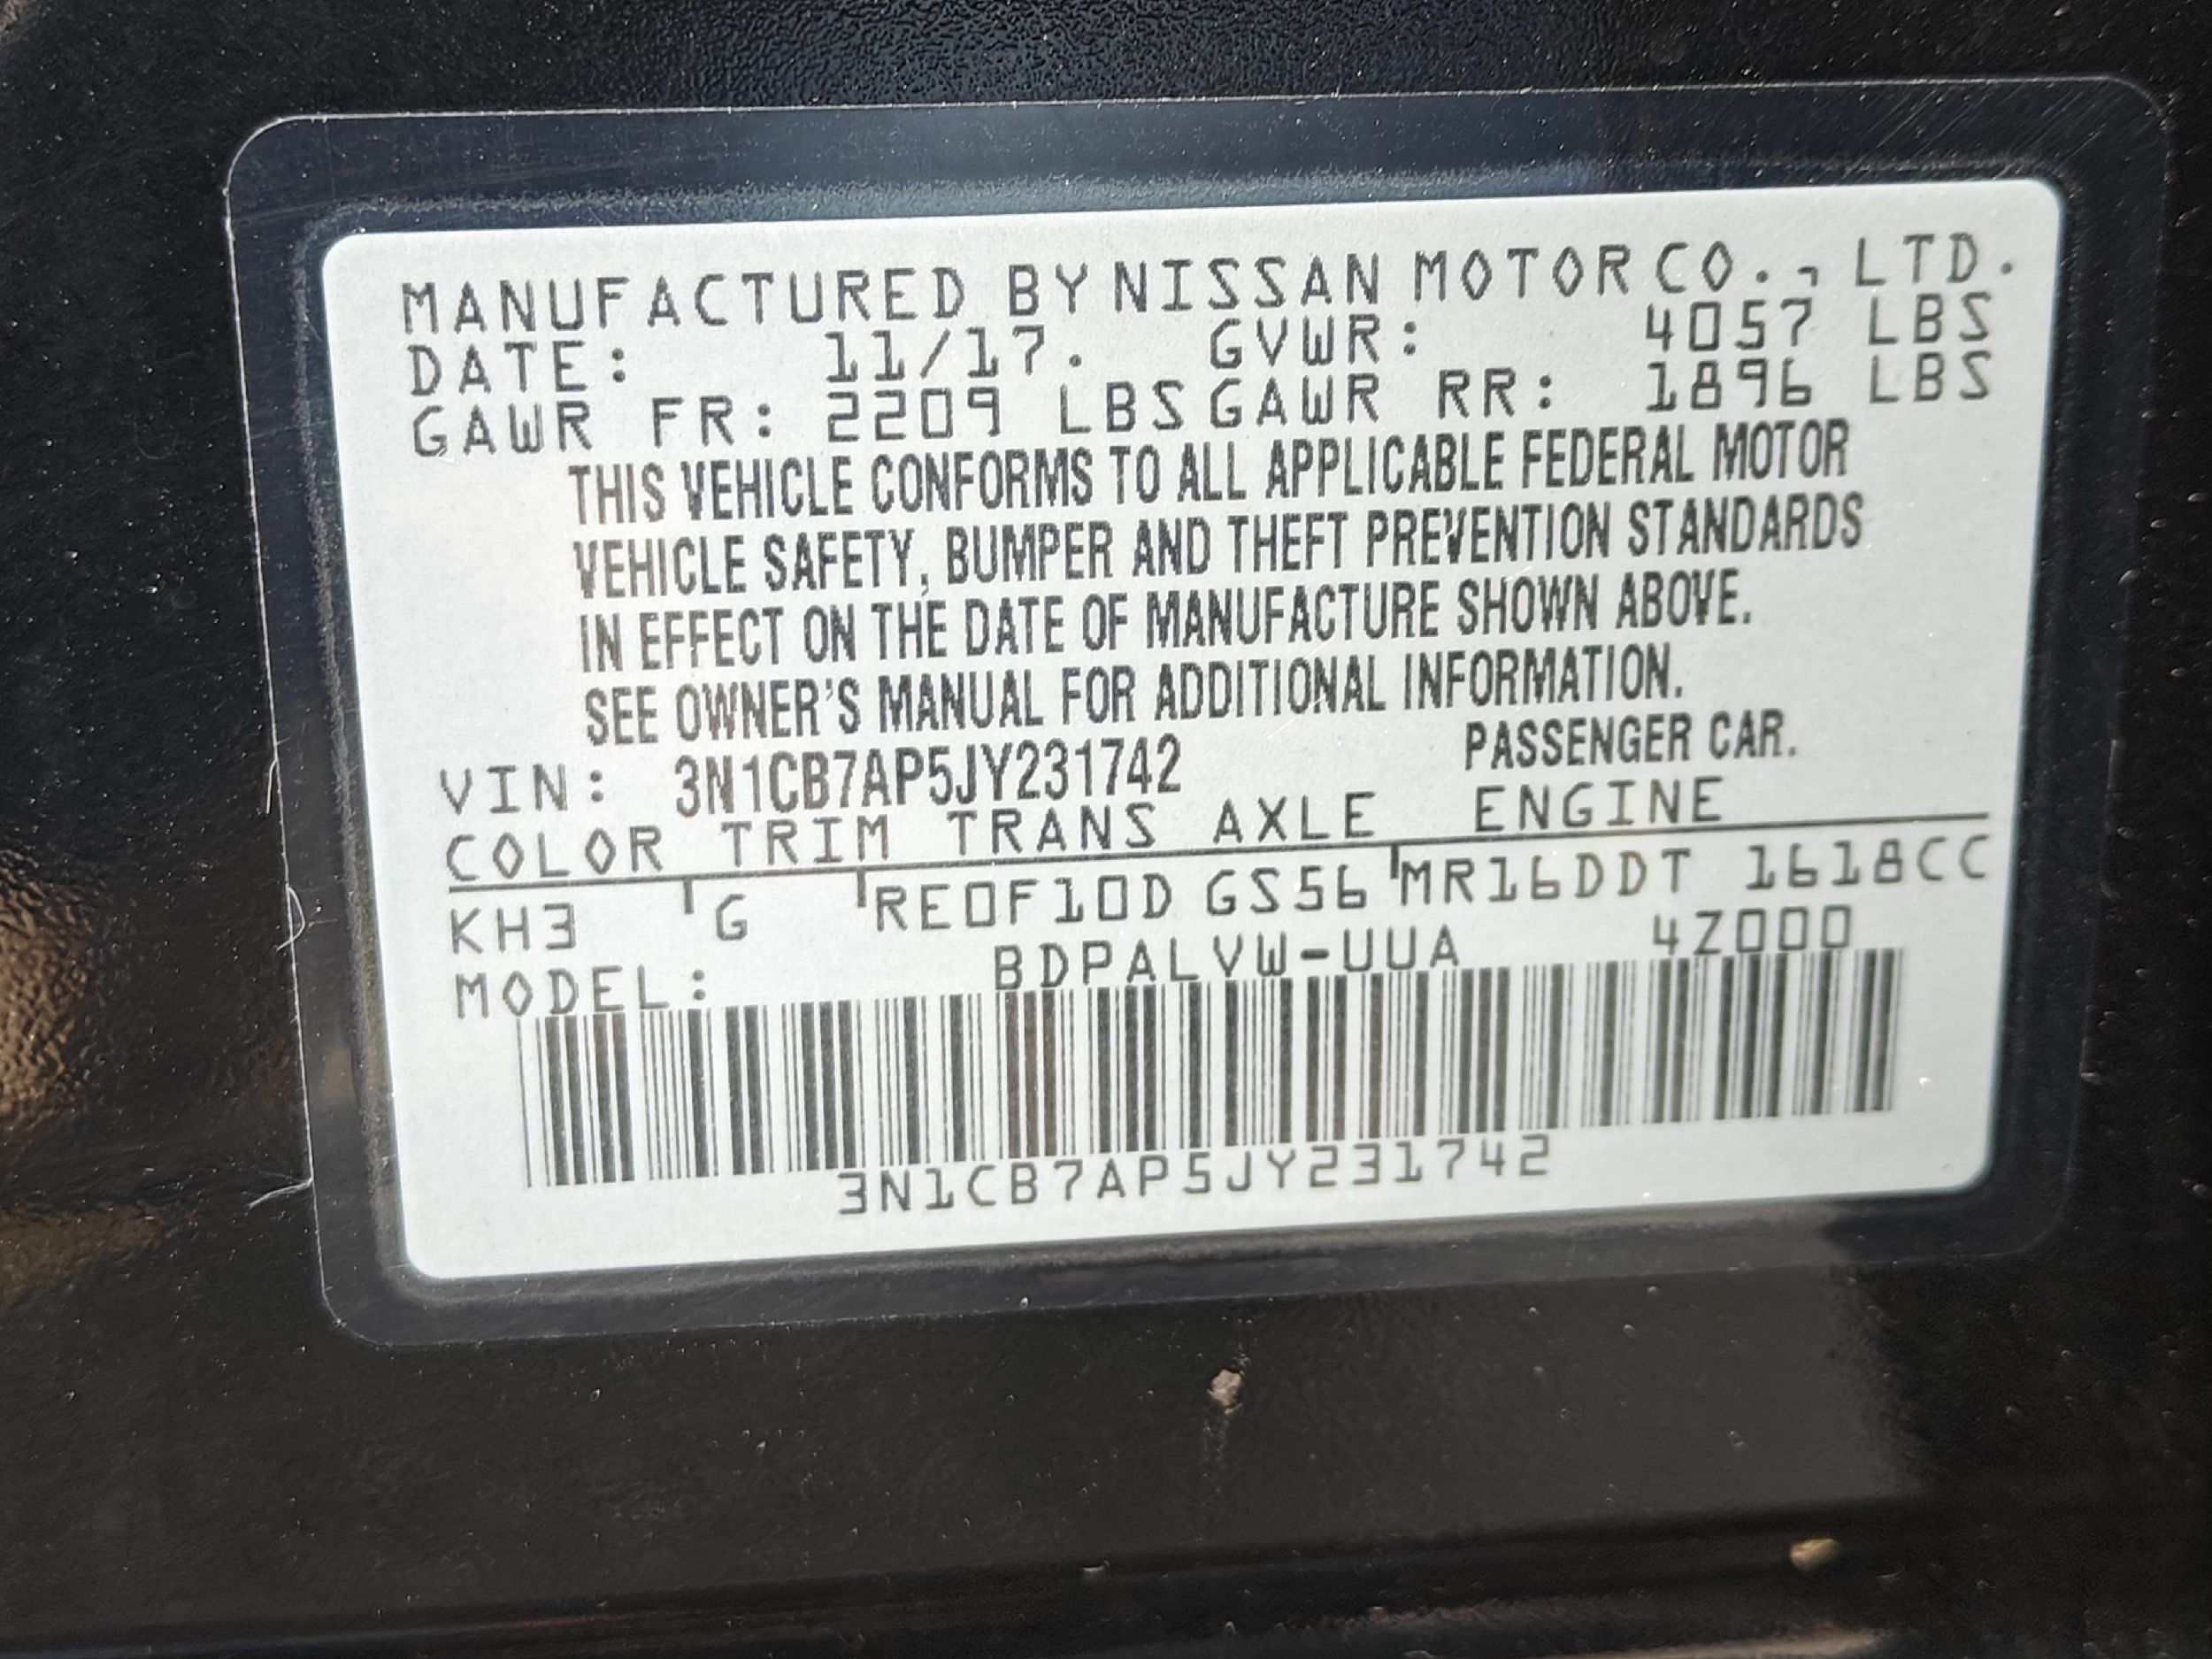 MANUFACTURED BY NISSAN MOTOR CO., LTD.
DATE: 11/17. GVWR: 4057 LBS
GAWR FR: 2209 LBS GAWR RR: 1896 LBS
THIS VEHICLE CONFORMS TO ALL APPLICABLE FEDERAL MOTOR
VEHICLE SAFETY, BUMPER AND THEFT PREVENTION STANDARDS
IN EFFECT ON THE DATE OF MANUFACTURE SHOWN ABOVE.
SEE OWNER'S MANUAL FOR ADDITIONAL INFORMATION.
VIN: 3N1CB7AP5JY231742 PASSENGER CAR.
COLOR TRIM TRANS AXLE ENGINE
KH3 G RE0F10D GS56 MR16DDT 1618CC
MODEL: BDPALVW-UUA 4Z000
3N1CB7AP5JY231742